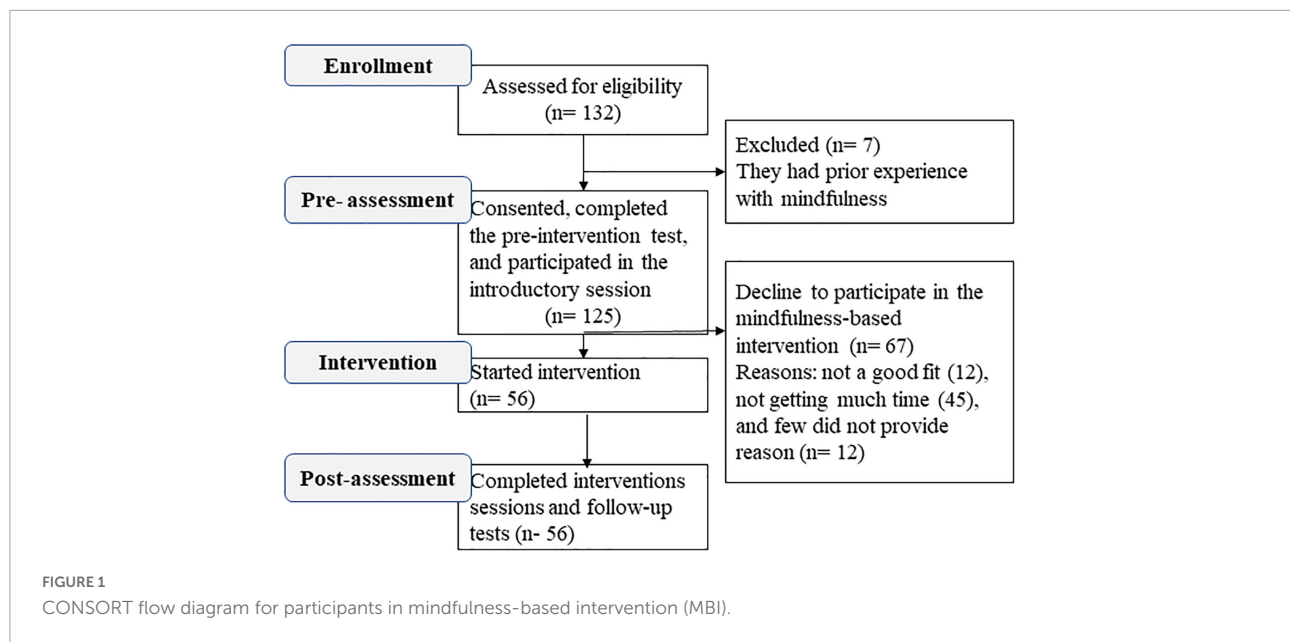 Enrollment
Assessed for eligibility
(n= 132)
Excluded (n= 7)
They had prior experience
with mindfulness
Pre- assessment
Consented, completed
the pre-intervention test,
and participated in the
introductory session
(n= 125)
Decline to participate in the
mindfulness-based
intervention (n= 67)
Reasons: not a good fit (12),
not getting much time (45),
and few did not provide
reason (n= 12)
Intervention
Started intervention
(n= 56)
Post-assessment
Completed interventions
sessions and follow-up
tests (n- 56)
FIGURE 1
CONSORT flow diagram for participants in mindfulness-based intervention (MBI).